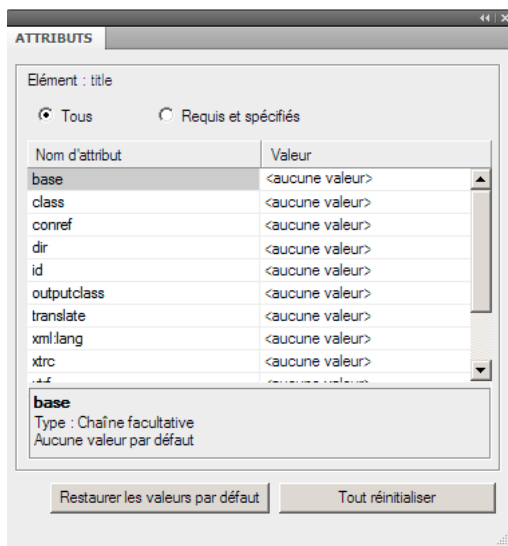 ATTRIBUTS
Elément : title
Tous Requis et spécifiés
Nom d'attribut Valeur
base <aucune valeur>
class <aucune valeur>
conref <aucune valeur>
dir <aucune valeur>
id <aucune valeur>
outputclass <aucune valeur>
translate <aucune valeur>
xml:lang <aucune valeur>
xtrc <aucune valeur>
base
Type : Chaîne facultative
Aucune valeur par défaut
Restaurer les valeurs par défaut Tout réinitialiser